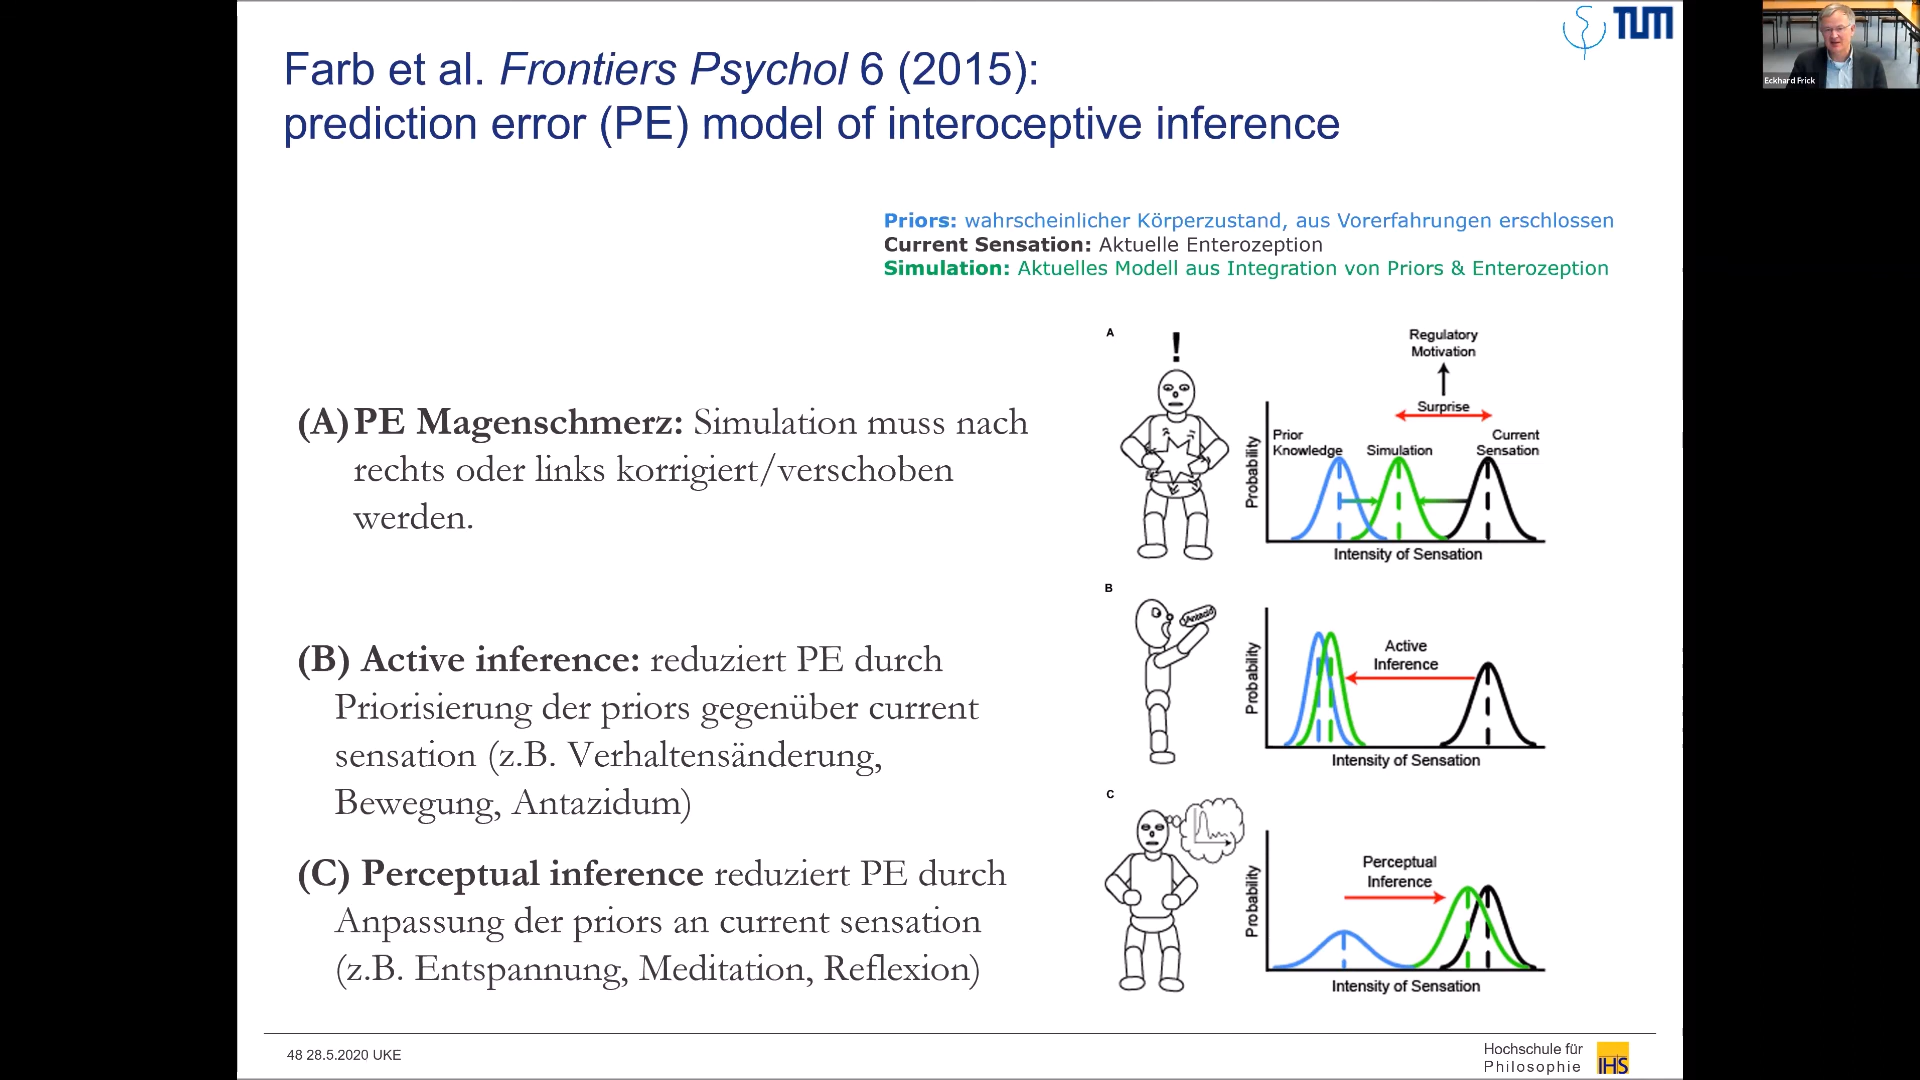 TUM
Farb et al. Frontiers Psychol 6 (2015):
prediction error (PE) model of interoceptive inference
Eckhard Frick
Priors: wahrscheinlicher Körperzustand, aus Vorerfahrungen erschlossen
Current Sensation: Aktuelle Enterozeption
Simulation: Aktuelles Modell aus Integration von Priors & Enterozeption
(A) PE Magenschmerz: Simulation muss nach
rechts oder links korrigiert/verschoben
werden.
(B) Active inference: reduziert PE durch
Priorisierung der priors gegenüber current
sensation (z.B. Verhaltensänderung,
Bewegung, Antazidum)
(C) Perceptual inference reduziert PE durch
Anpassung der priors an current sensation
(z.B. Entspannung, Meditation, Reflexion)
A
!
Regulatory
Motivation
Surprise
Prior
Knowledge
Simulation
Current
Sensation
Probability
Intensity of Sensation
B
Antacid
Active
Inference
Probability
Intensity of Sensation
C
Perceptual
Inference
Probability
Intensity of Sensation
48 28.5.2020 UKE
Hochschule für
Philosophie
IHS